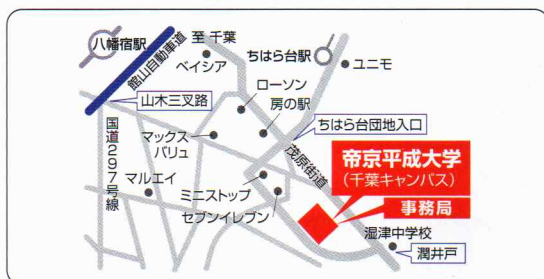 八幡宿駅
館山自動車道
至 千葉
ベイシア
ちはら台駅
ユニモ
ローソン
房の駅
山木三叉路
国道297号線
マックス
バリュ
ちはら台団地入口
茂原街道
帝京平成大学
(千葉キャンパス)
事務局
マルエイ
ミニストップ
セブンイレブン
湿津中学校
潤井戸